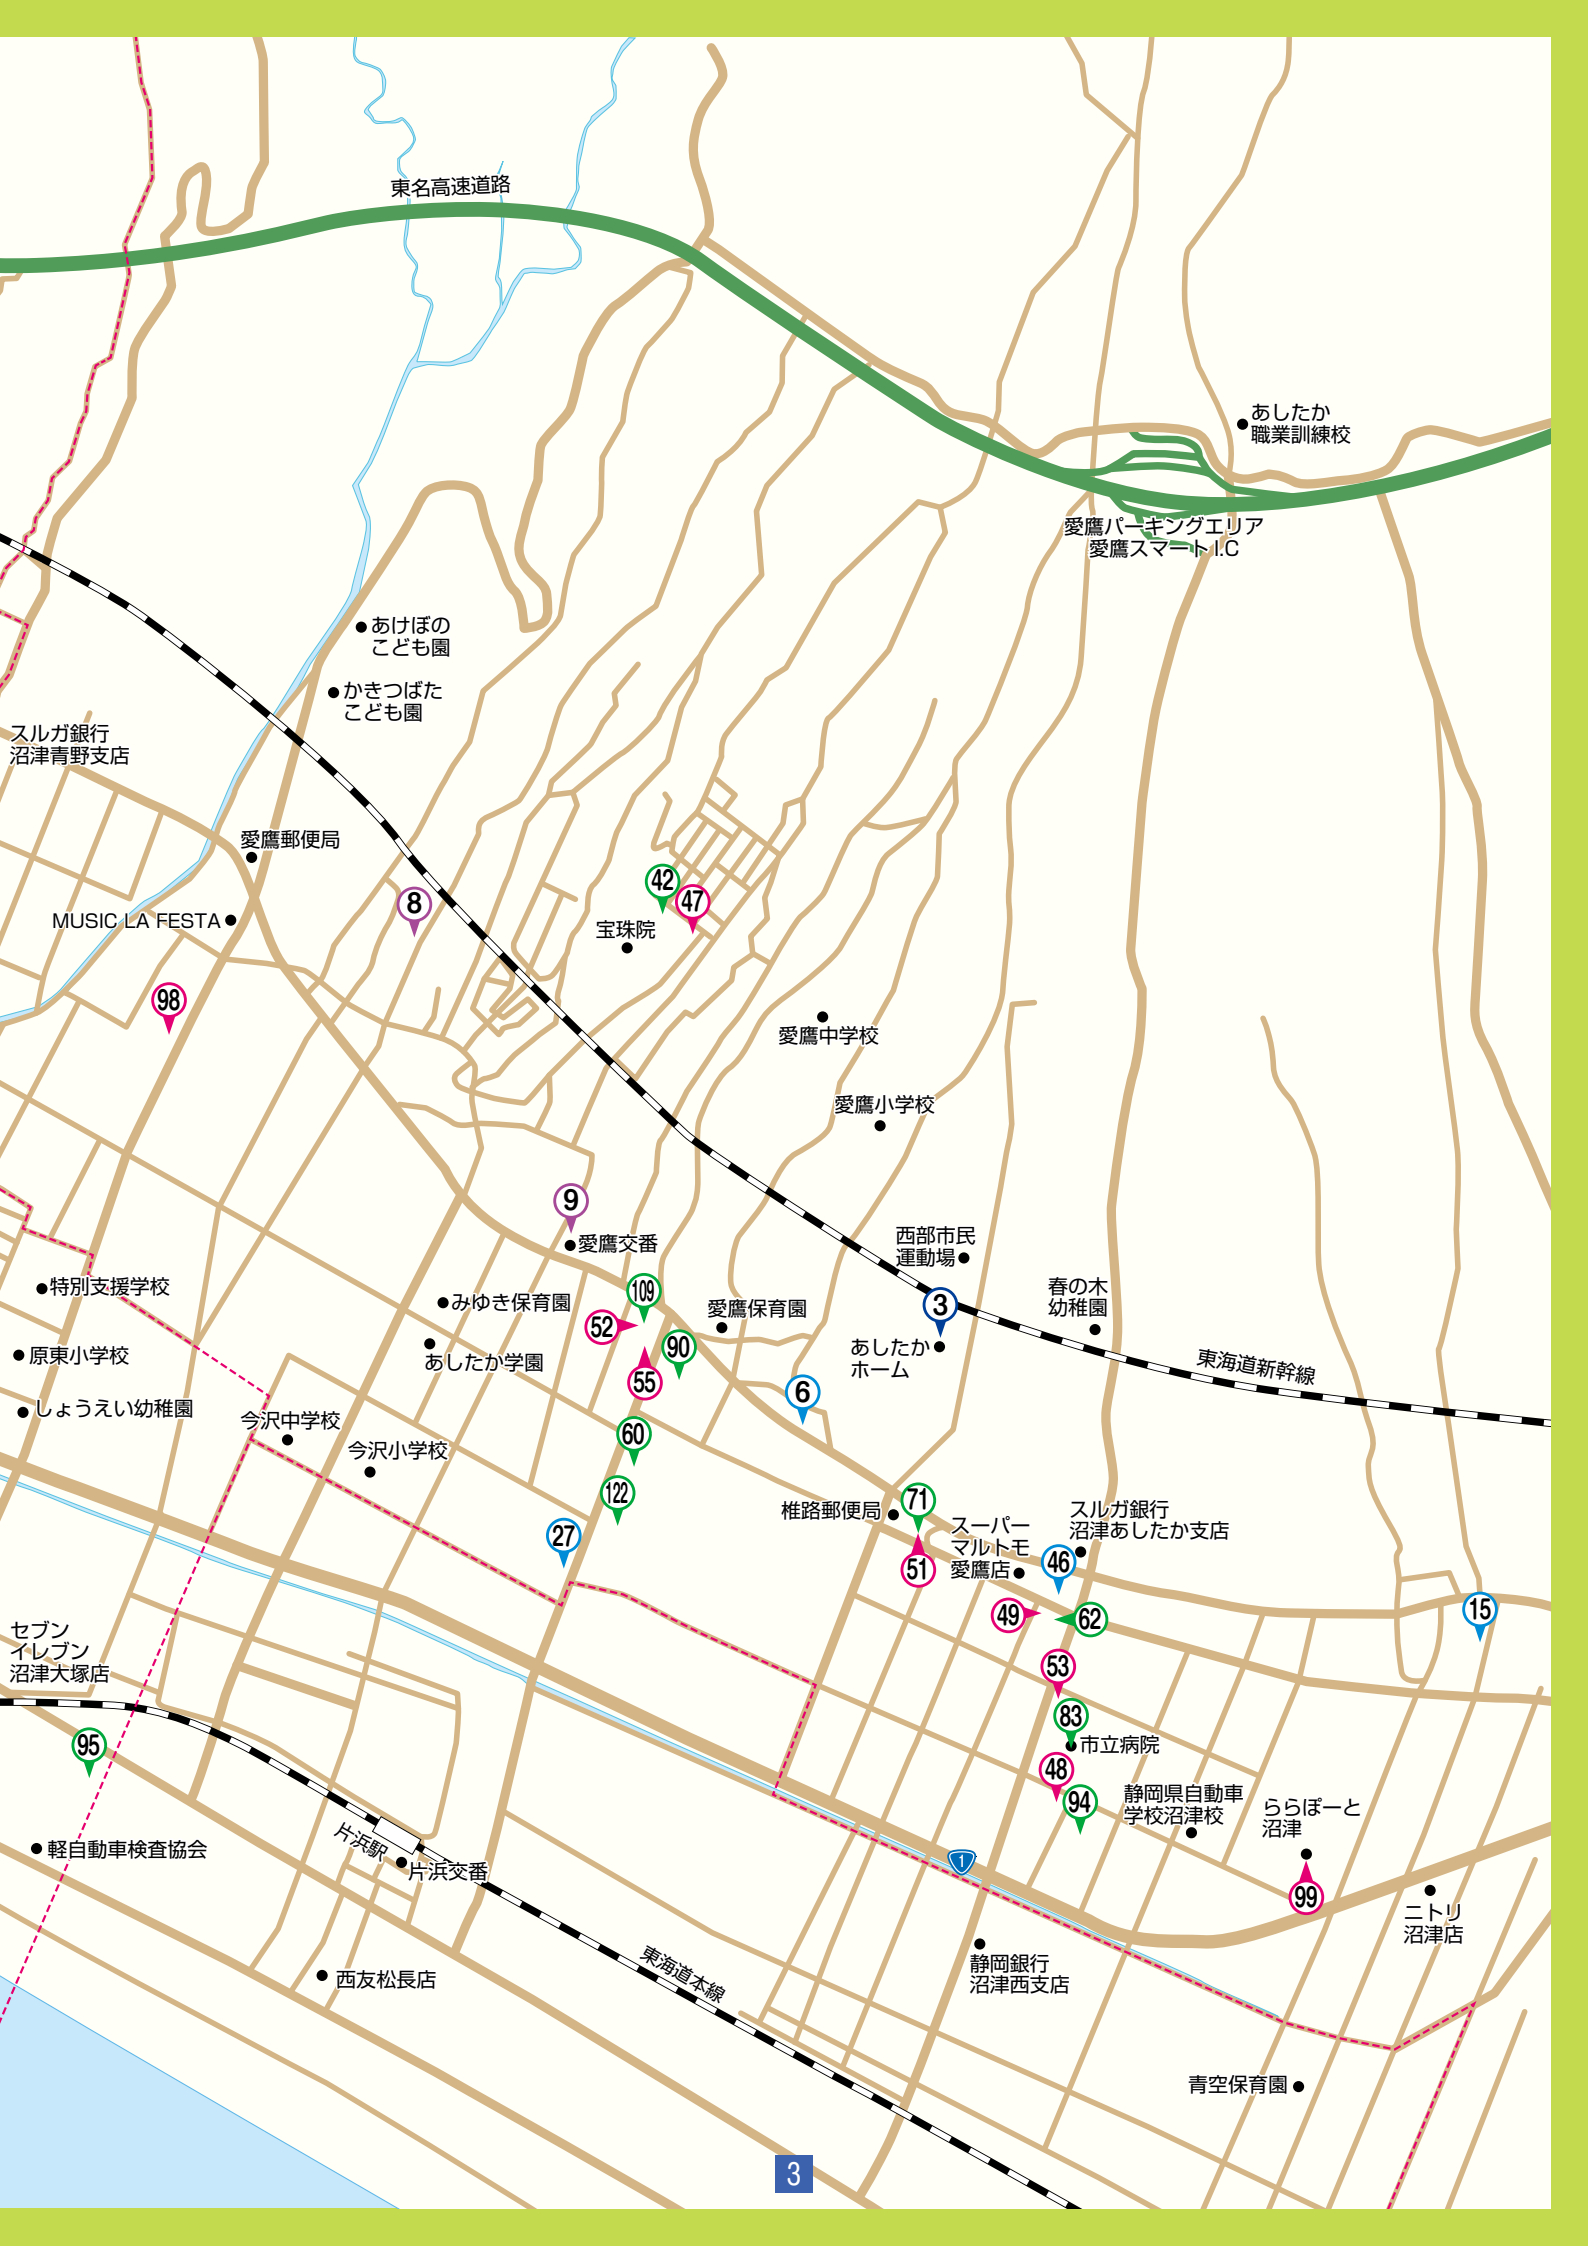 東名高速道路
あしたか
職業訓練校
愛鷹パーキングエリア
愛鷹スマートI.C
あけぼの
こども園
かきつばた
こども園
スルガ銀行
沼津青野支店
愛鷹郵便局
MUSIC LA FESTA
8
42
47
宝珠院
98
愛鷹中学校
愛鷹小学校
9
愛鷹交番
西部市民
運動場
特別支援学校
みゆき保育園
109
52
愛鷹保育園
3
春の木
幼稚園
原東小学校
あしたか学園
90
55
あしたか
ホーム
東海道新幹線
しょうえい幼稚園
今沢中学校
今沢小学校
6
60
122
27
椎路郵便局
71
51
スーパー
マルトモ
愛鷹店
スルガ銀行
沼津あしたか支店
46
49
62
15
セブン
イレブン
沼津大塚店
53
83
市立病院
95
48
94
静岡県自動車
学校沼津校
ららぽーと
沼津
軽自動車検査協会
片浜駅
片浜交番
1
99
ニトリ
沼津店
西友松長店
東海道本線
静岡銀行
沼津西支店
青空保育園
3